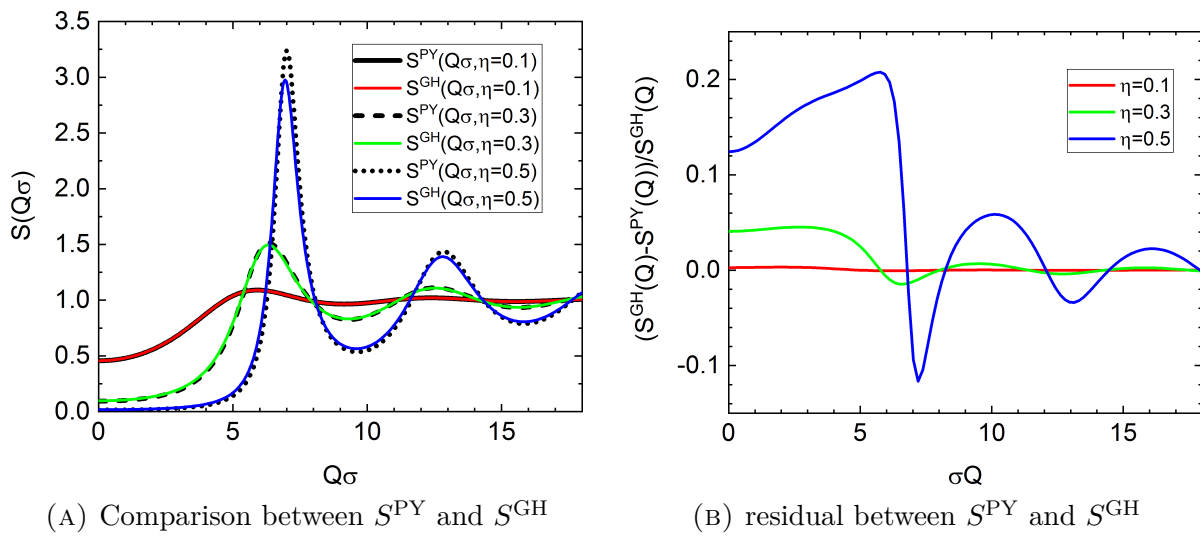 3.5
3.0
2.5
2.0
1.5
1.0
0.5
0.0
S(Qσ)
S^PY(Qσ,η=0.1)
S^GH(Qσ,η=0.1)
S^PY(Qσ,η=0.3)
S^GH(Qσ,η=0.3)
S^PY(Qσ,η=0.5)
S^GH(Qσ,η=0.5)
0 5 10 15
Qσ
(A) Comparison between S^PY and S^GH
0.2
0.1
0.0
-0.1
(S^GH(Q)-S^PY(Q))/S^GH(Q)
η=0.1
η=0.3
η=0.5
0 5 10 15
σQ
(B) residual between S^PY and S^GH